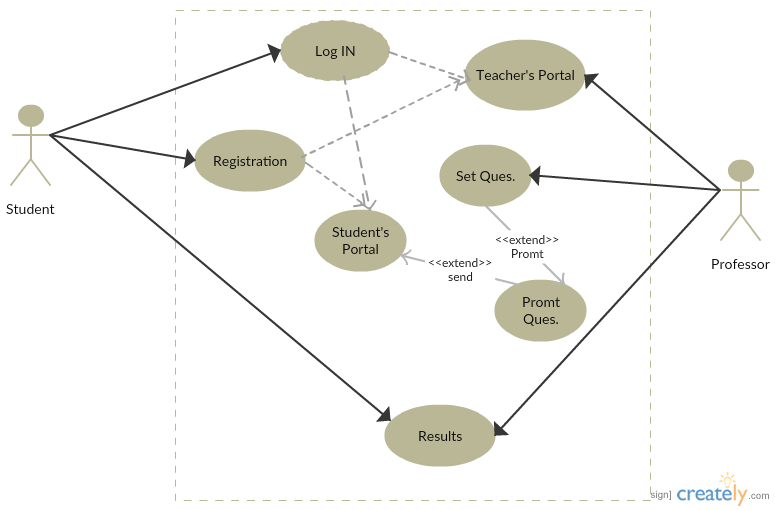 Log IN
Teacher's Portal
Registration
Set Ques.
Student
Student's
Portal
<<extend>>
Promt
<<extend>>
send
Professor
Promt
Ques.
Results
sign] creately.com